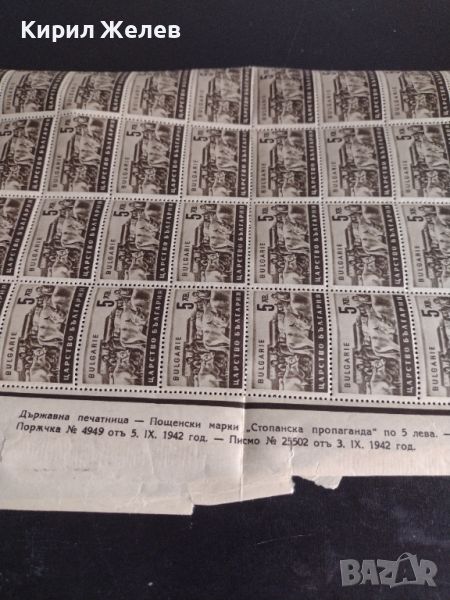 Кирил Желев
5 ЛВ.
BULGARIE
ЦАРСТВО БЪЛГАРИЯ
Държавна печатница — Пощенски марки „Стопанска пропаганда" по 5 лева. —
Поръчка № 4949 отъ 5. IX. 1942 год. — Писмо № 25502 отъ 3. IX. 1942 год.
BAZAR